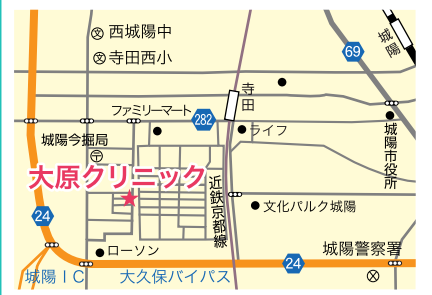 西城陽中
寺田西小
城陽
69
寺田
ファミリーマート
282
ライフ
城陽今掘局
城陽市役所
大原クリニック
近鉄京都線
文化パルク城陽
24
ローソン
城陽警察署
24
城陽IC
大久保バイパス